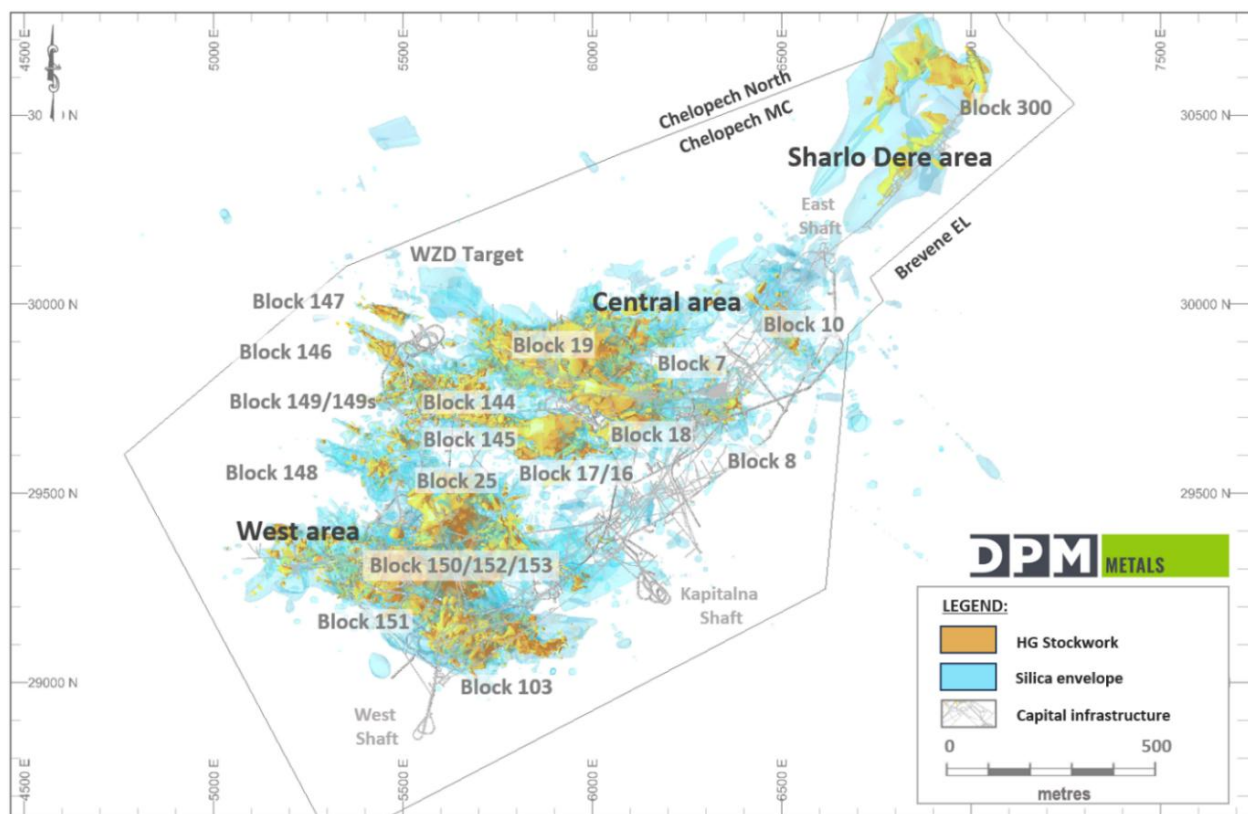 4500 E
5000 E
5500 E
6000 E
6500 E
7500 E
Chelopech North
Chelopech MC
30500 N
Block 300
Sharlo Dere area
East
Shaft
Brevene EL
WZD Target
30000 N
Block 147
Central area
30000 N
Block 146
Block 19
Block 10
Block 7
Block 149/149s
Block 144
Block 145
Block 18
Block 8
Block 148
Block 17/16
Block 25
29500 N
29500 N
West area
Block 150/152/153
Block 151
Kapitalna
Shaft
Block 103
29000 N
West
Shaft
DPM METALS
LEGEND:
HG Stockwork
Silica envelope
Capital infrastructure
0 500
metres
4500 E
5000 E
5500 E
6000 E
6500 E